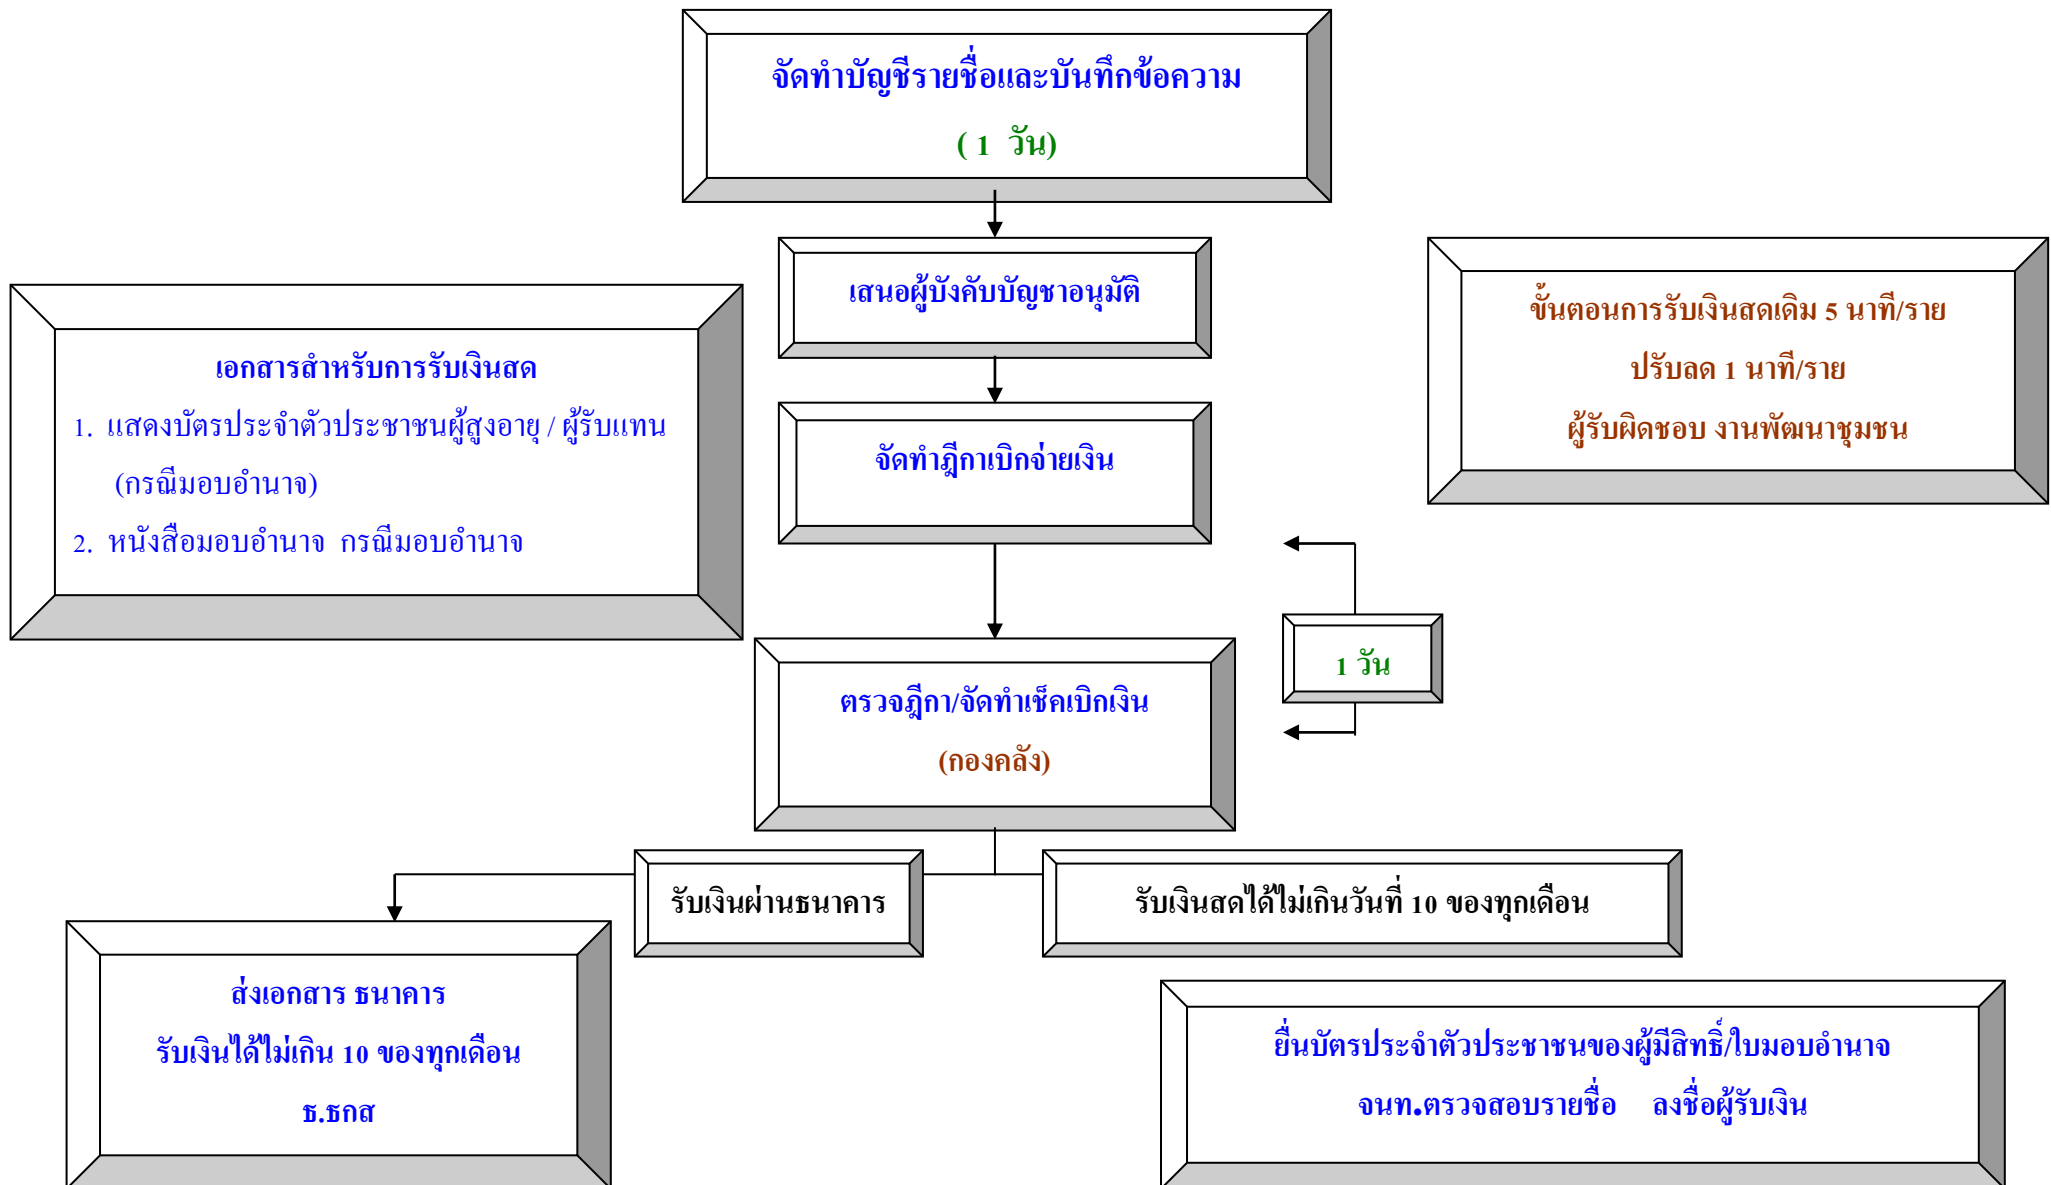 จัดทำบัญชีรายชื่อและบันทึกข้อความ
( 1 วัน)
เสนอผู้บังคับบัญชาอนุมัติ
ขั้นตอนการรับเงินสดเดิม 5 นาที/ราย
ปรับลด 1 นาที/ราย
ผู้รับผิดชอบ งานพัฒนาชุมชน
เอกสารสำหรับการรับเงินสด
1. แสดงบัตรประจำตัวประชาชนผู้สูงอายุ / ผู้รับแทน
(กรณีมอบอำนาจ)
2. หนังสือมอบอำนาจ กรณีมอบอำนาจ
จัดทำฎีกาเบิกจ่ายเงิน
1 วัน
ตรวจฎีกา/จัดทำเช็คเบิกเงิน
(กองคลัง)
รับเงินผ่านธนาคาร
รับเงินสดได้ไม่เกินวันที่ 10 ของทุกเดือน
ส่งเอกสาร ธนาคาร
รับเงินได้ไม่เกิน 10 ของทุกเดือน
ธ.ธกส
ยื่นบัตรประจำตัวประชาชนของผู้มีสิทธิ์/ใบมอบอำนาจ
จนท.ตรวจสอบรายชื่อ ลงชื่อผู้รับเงิน